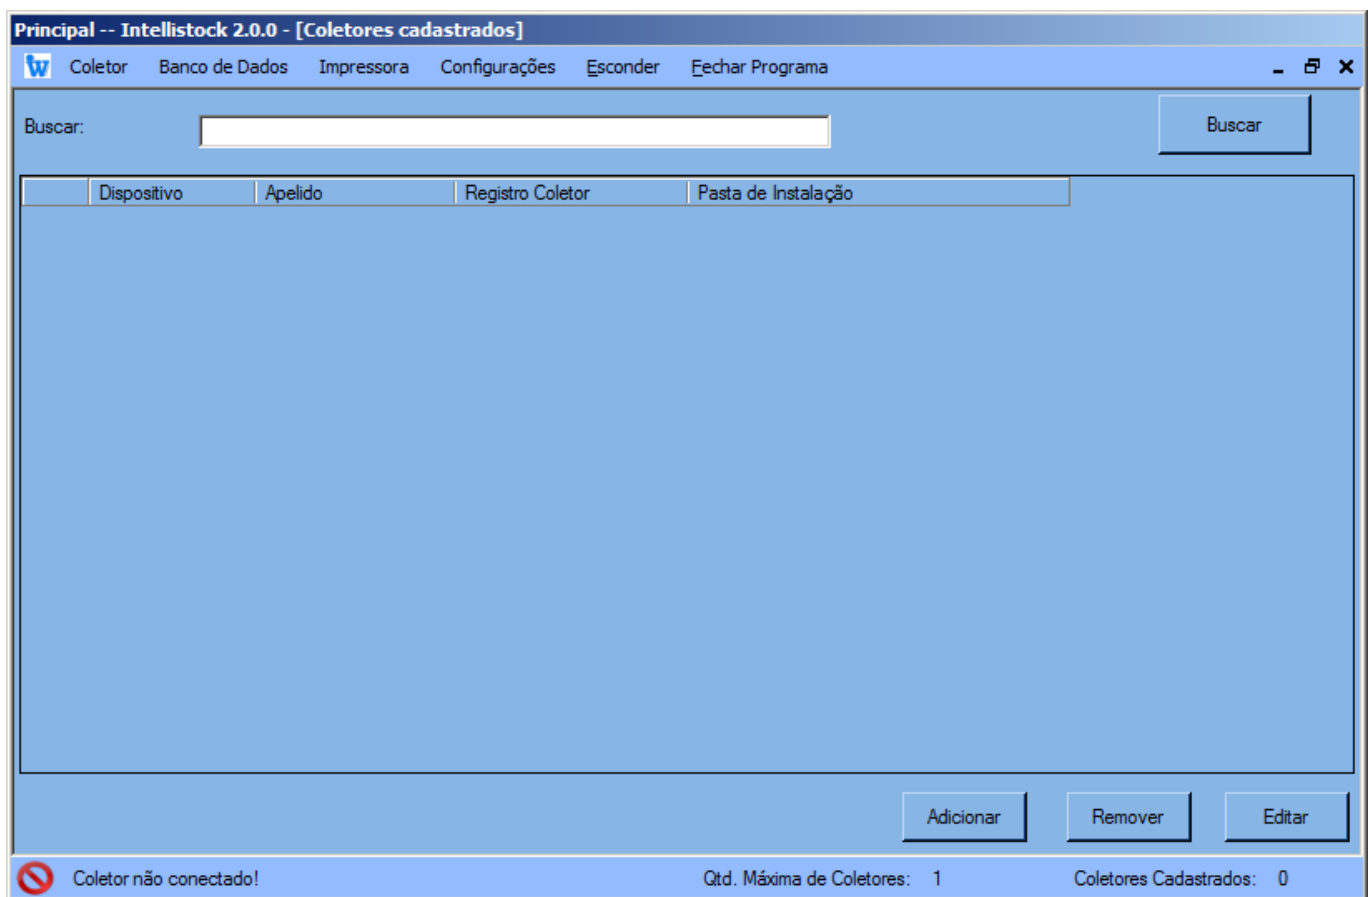 Principal -- Intellistock 2.0.0 - [Coletores cadastrados]
Coletor Banco de Dados Impressora Configurações Esconder Fechar Programa
Buscar: Buscar
Dispositivo Apelido Registro Coletor Pasta de Instalação
Adicionar Remover Editar
Coletor não conectado! Qtd. Máxima de Coletores: 1 Coletores Cadastrados: 0